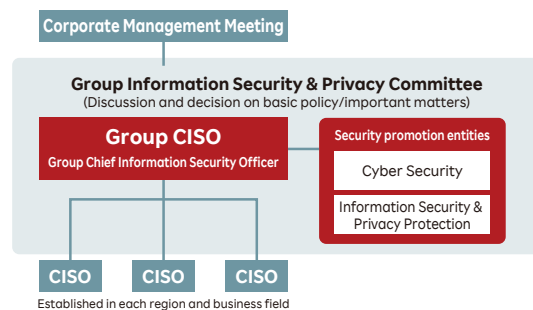 Corporate Management Meeting
Group Information Security & Privacy Committee
(Discussion and decision on basic policy/important matters)
Group CISO
Group Chief Information Security Officer
Security promotion entities
Cyber Security
Information Security &
Privacy Protection
CISO
CISO
CISO
Established in each region and business field